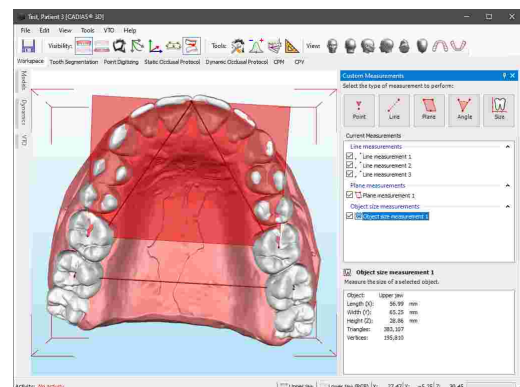 Test, Patient 3 [CADIAS® 3D]
File Edit View Tools VTO Help
Visibility: Tools: View:
Workspace Tooth Segmentation Point Digitizing Static Occlusal Protocol Dynamic Occlusal Protocol CPM CPV
Models
Dynamics
VTO
Custom Measurements
Select the type of measurement to perform:
Point Line Plane Angle Size
Current Measurements
Line measurements
Line measurement 1
Line measurement 2
Line measurement 3
Plane measurements
Plane measurement 1
Object size measurements
Object size measurement 1
Object size measurement 1
Measure the size of a selected object.
Object: Upper jaw
Length (X): 56.99 mm
Width (Y): 65.25 mm
Height (Z): 28.86 mm
Triangles: 383,107
Vertices: 195,810
Activity: No activity